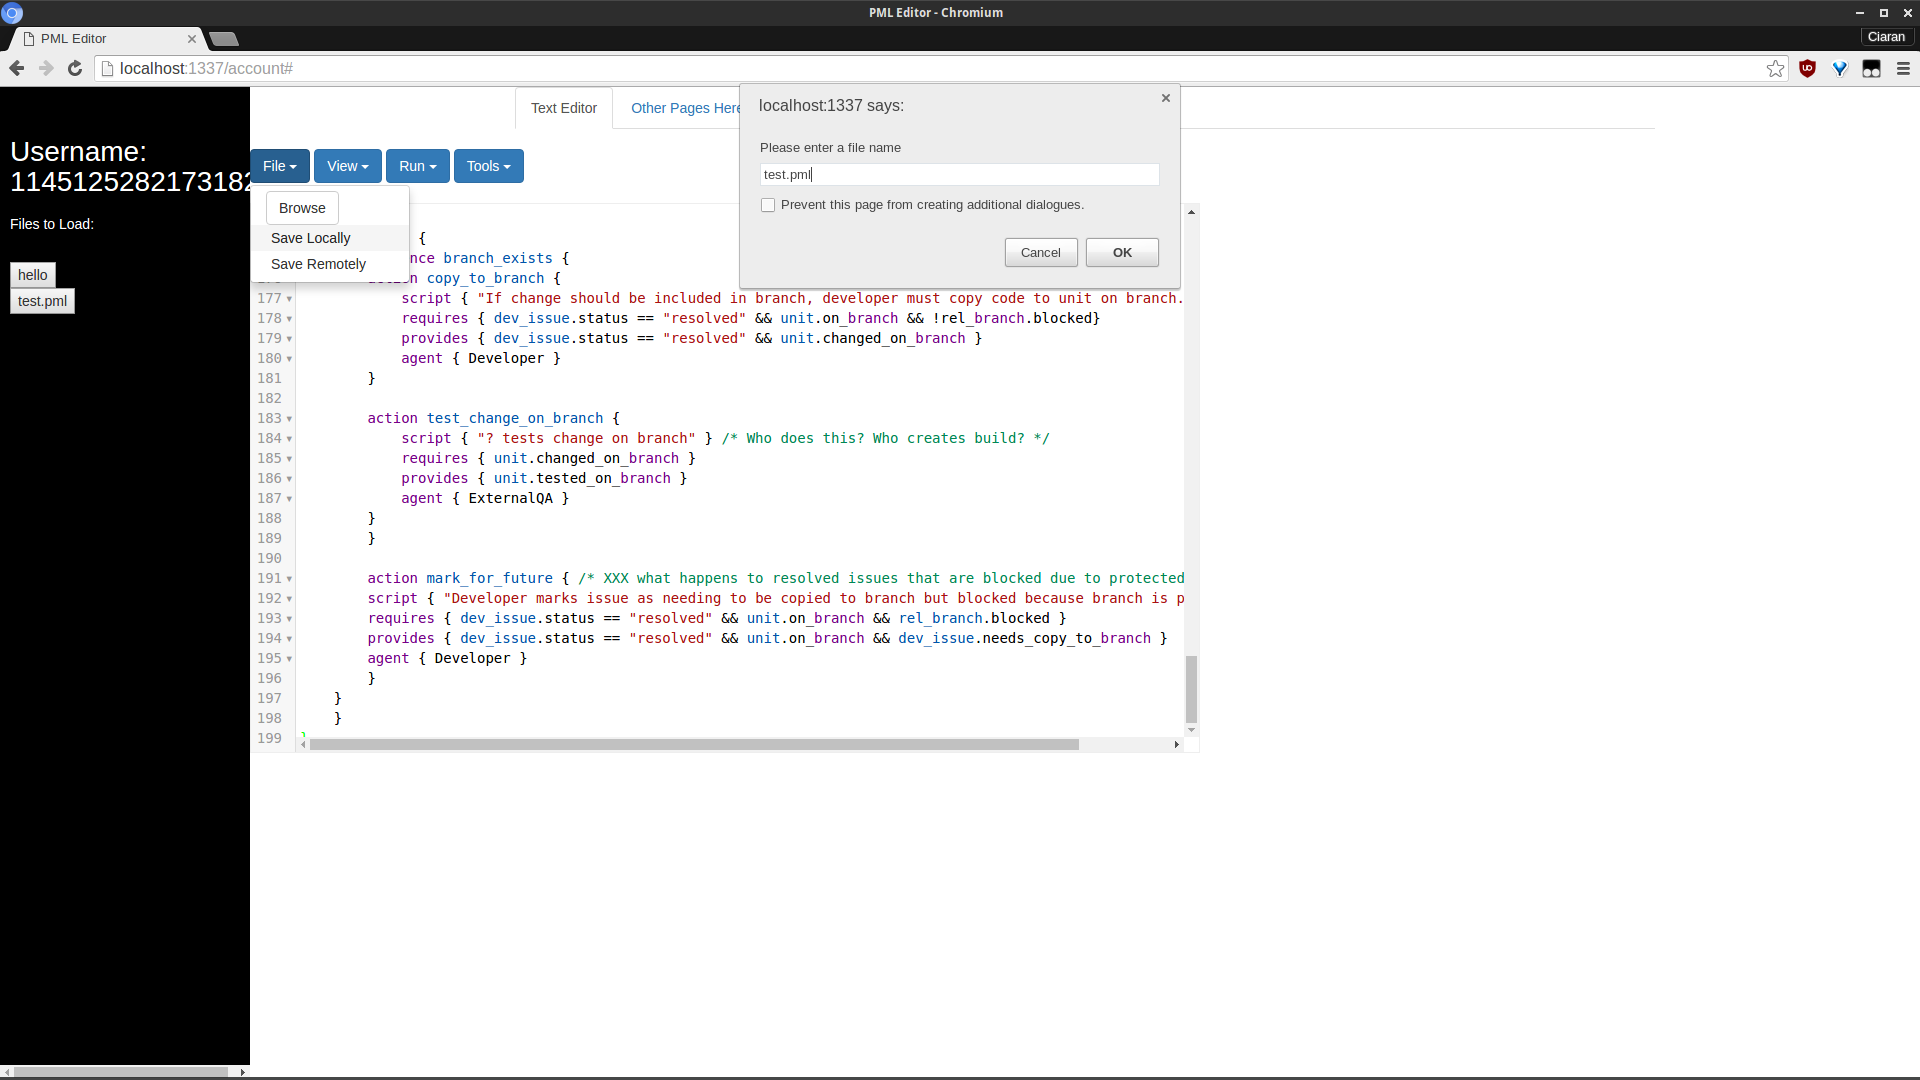 PML Editor - Chromium
PML Editor
Ciaran
localhost:1337/account#
Text Editor
Other Pages Here
localhost:1337 says:
Please enter a file name
test.pml
Prevent this page from creating additional dialogues.
Cancel
OK
Username:
1145125282173182
Files to Load:
hello
test.pml
File
View
Run
Tools
Browse
Save Locally
Save Remotely
{
nce branch_exists {
copy_to_branch {
177 script { "If change should be included in branch, developer must copy code to unit on branch.
178 requires { dev_issue.status == "resolved" && unit.on_branch && !rel_branch.blocked}
179 provides { dev_issue.status == "resolved" && unit.changed_on_branch }
180 agent { Developer }
181 }
182
183 action test_change_on_branch {
184 script { "? tests change on branch" } /* Who does this? Who creates build? */
185 requires { unit.changed_on_branch }
186 provides { unit.tested_on_branch }
187 agent { ExternalQA }
188 }
189 }
190
191 action mark_for_future { /* XXX what happens to resolved issues that are blocked due to protected
192 script { "Developer marks issue as needing to be copied to branch but blocked because branch is p
193 requires { dev_issue.status == "resolved" && unit.on_branch && rel_branch.blocked }
194 provides { dev_issue.status == "resolved" && unit.on_branch && dev_issue.needs_copy_to_branch }
195 agent { Developer }
196 }
197 }
198 }
199 }